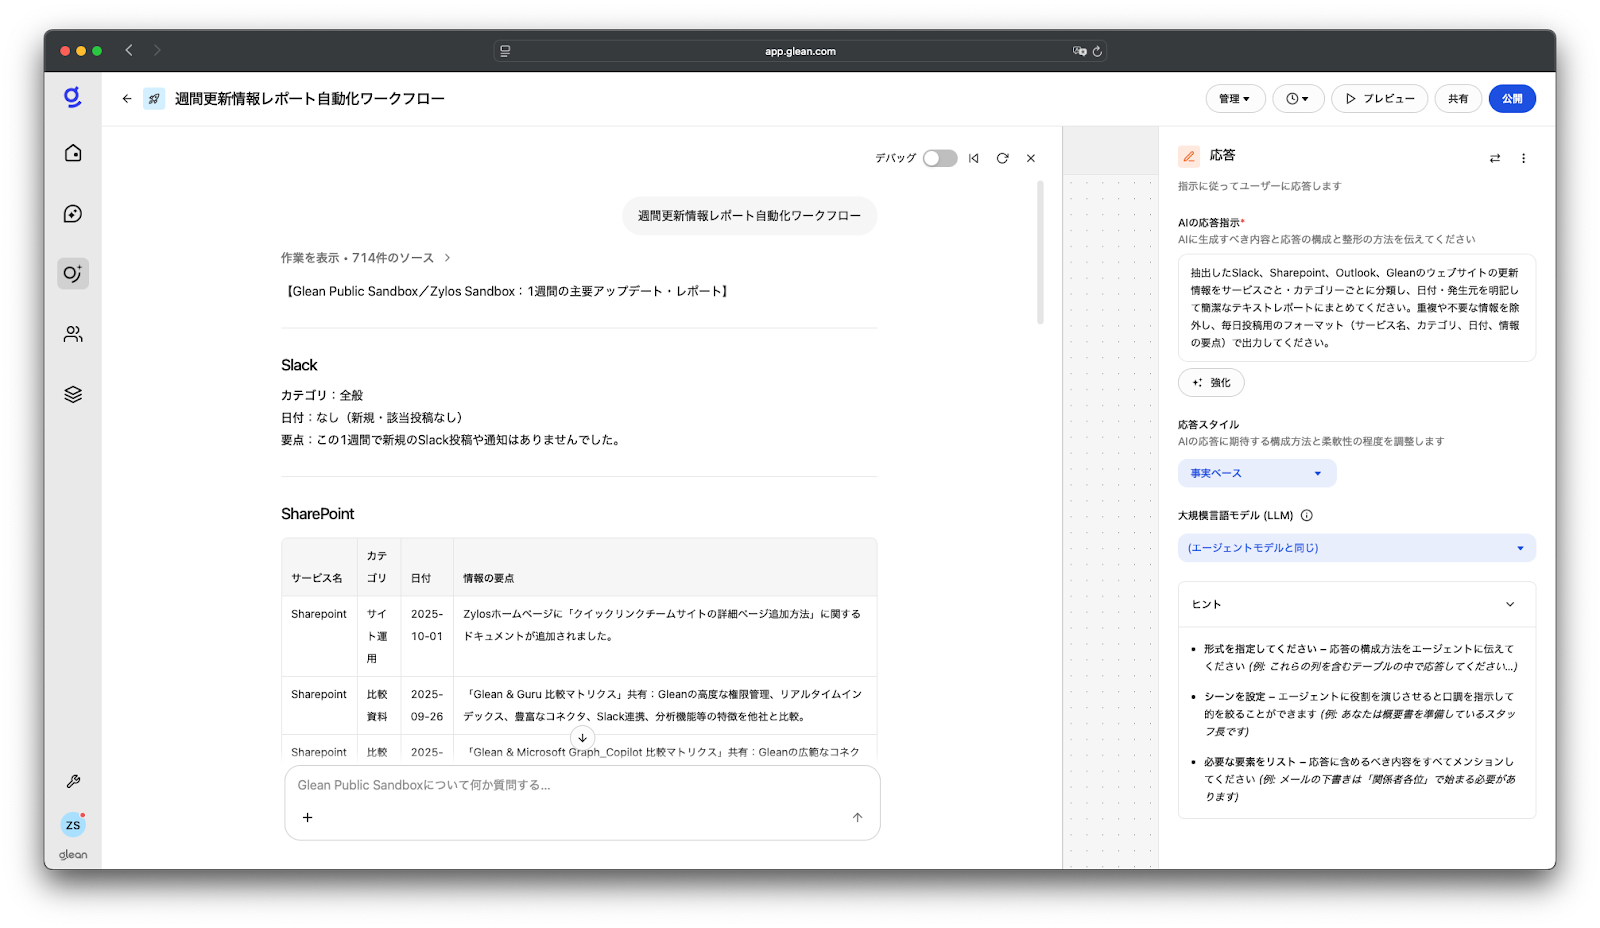 app.glean.com
週間更新情報レポート自動化ワークフロー
管理
プレビュー
共有
公開
デバッグ
週間更新情報レポート自動化ワークフロー
作業を表示・714件のソース
【Glean Public Sandbox／Zylos Sandbox：1週間の主要アップデート・レポート】
Slack
カテゴリ：全般
日付：なし（新規・該当投稿なし）
要点：この1週間で新規のSlack投稿や通知はありませんでした。
SharePoint
サービス名
カテ
ゴリ
日付
情報の要点
Sharepoint
サイ
ト運
用
2025-
10-01
Zylosホームページに「クイックリンクチームサイトの詳細ページ追加方法」に関する
ドキュメントが追加されました。
Sharepoint
比較
資料
2025-
09-26
「Glean & Guru 比較マトリクス」共有：Gleanの高度な権限管理、リアルタイムイン
デックス、豊富なコネクタ、Slack連携、分析機能等の特徴を他社と比較。
Sharepoint
比較
2025-
「Glean & Microsoft Graph_Copilot 比較マトリクス」共有：Gleanの広範なコネク
Glean Public Sandboxについて何か質問する...
ZS
glean
応答
指示に従ってユーザーに応答します
AIの応答指示*
AIに生成すべき内容と応答の構成と整形の方法を伝えてください
抽出したSlack、Sharepoint、Outlook、Gleanのウェブサイトの更新
情報をサービスごと・カテゴリーごとに分類し、日付・発生元を明記し
て簡潔なテキストレポートにまとめてください。重複や不要な情報を除
外し、毎日投稿用のフォーマット（サービス名、カテゴリ、日付、情報
の要点）で出力してください。
強化
応答スタイル
AIの応答に期待する構成方法と柔軟性の程度を調整します
事実ベース
大規模言語モデル (LLM)
(エージェントモデルと同じ)
ヒント
• 形式を指定してください – 応答の構成方法をエージェントに伝えて
ください (例: これらの列を含むテーブルの中で応答してください...)
• シーンを設定 – エージェントに役割を演じさせると口調を指示して
的を絞ることができます (例: あなたは概要書を準備しているスタッ
フ長です)
• 必要な要素をリスト – 応答に含めるべき内容をすべてメンションし
てください (例: メールの下書きは「関係者各位」で始まる必要があ
ります)